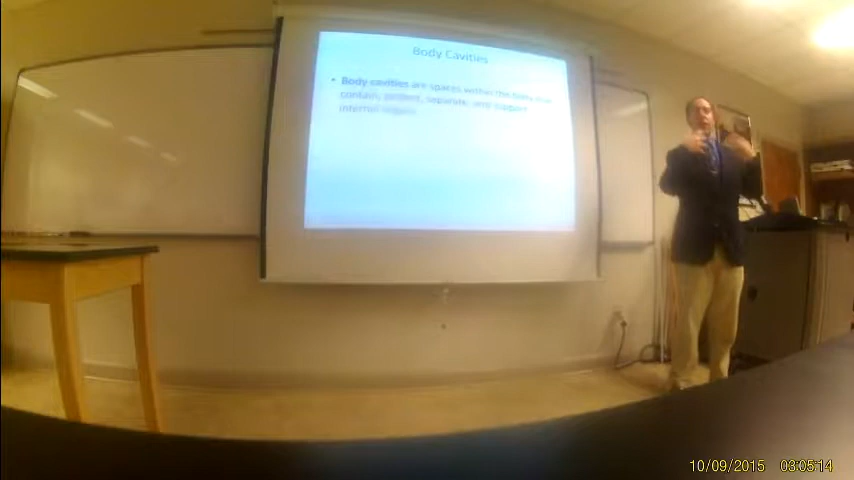 Body Cavities
• Body cavities are spaces within the body that
contain, protect, separate, and support
internal organs.
10/09/2015 03:05:14